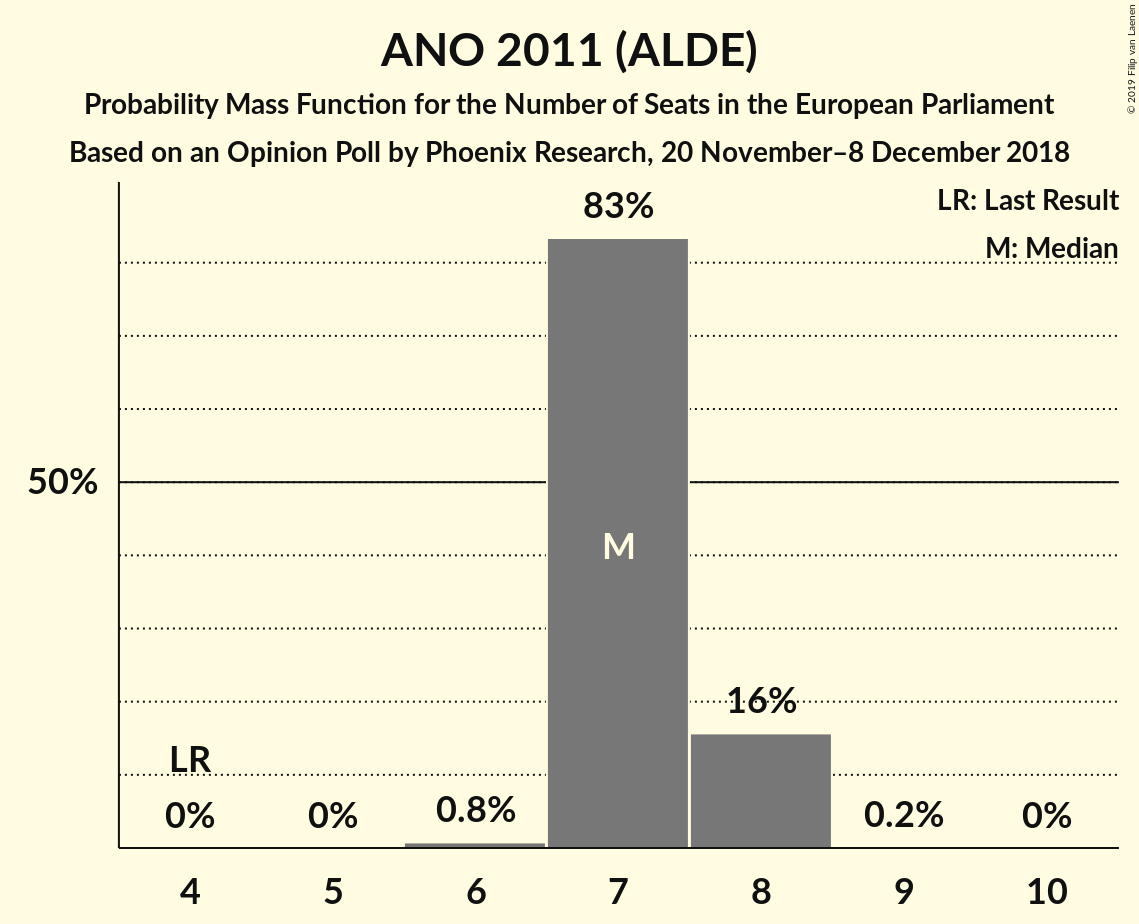 ANO 2011 (ALDE)
Probability Mass Function for the Number of Seats in the European Parliament
Based on an Opinion Poll by Phoenix Research, 20 November–8 December 2018
© 2019 Filip van Laenen
LR: Last Result
M: Median
83%
50%
M
16%
LR
0%
0%
0.8%
0.2%
0%
4
5
6
7
8
9
10